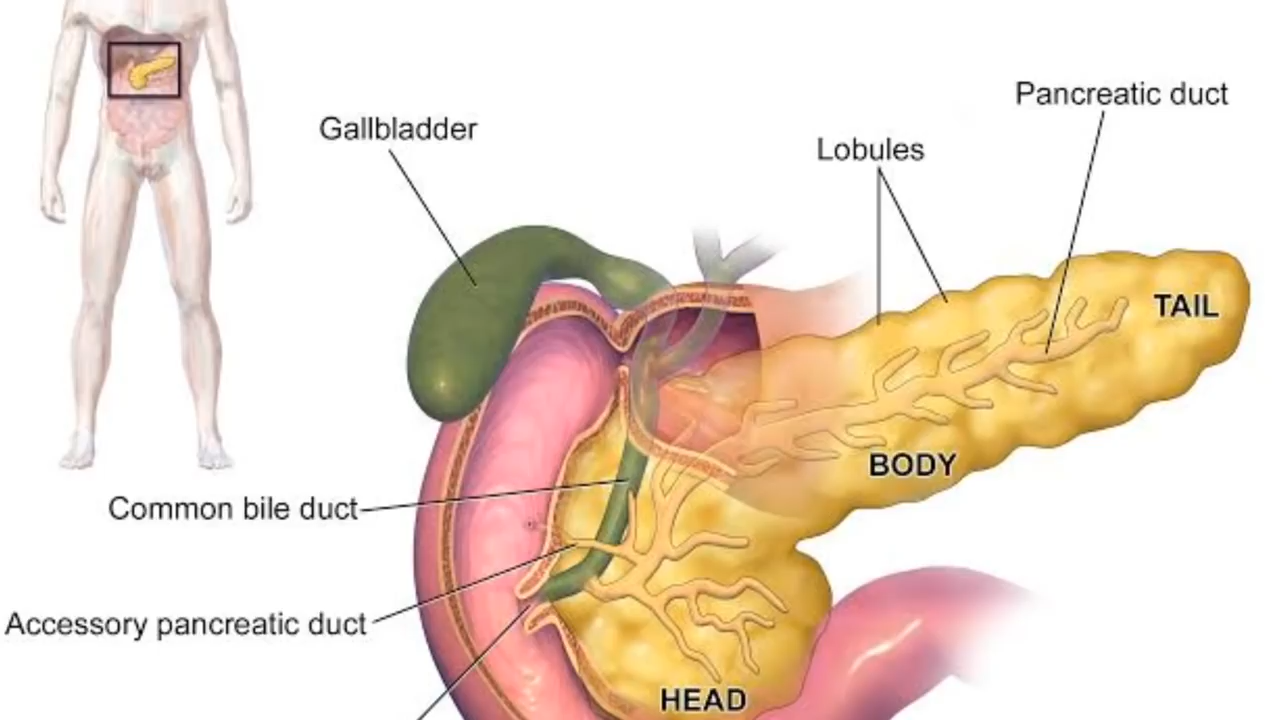 Pancreatic duct
Gallbladder
Lobules
TAIL
BODY
Common bile duct
Accessory pancreatic duct
HEAD